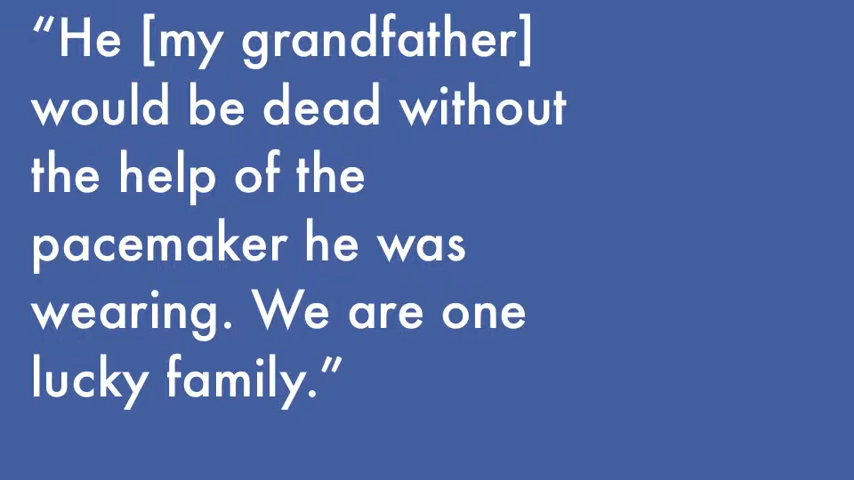 “He [my grandfather]
would be dead without
the help of the
pacemaker he was
wearing. We are one
lucky family.”